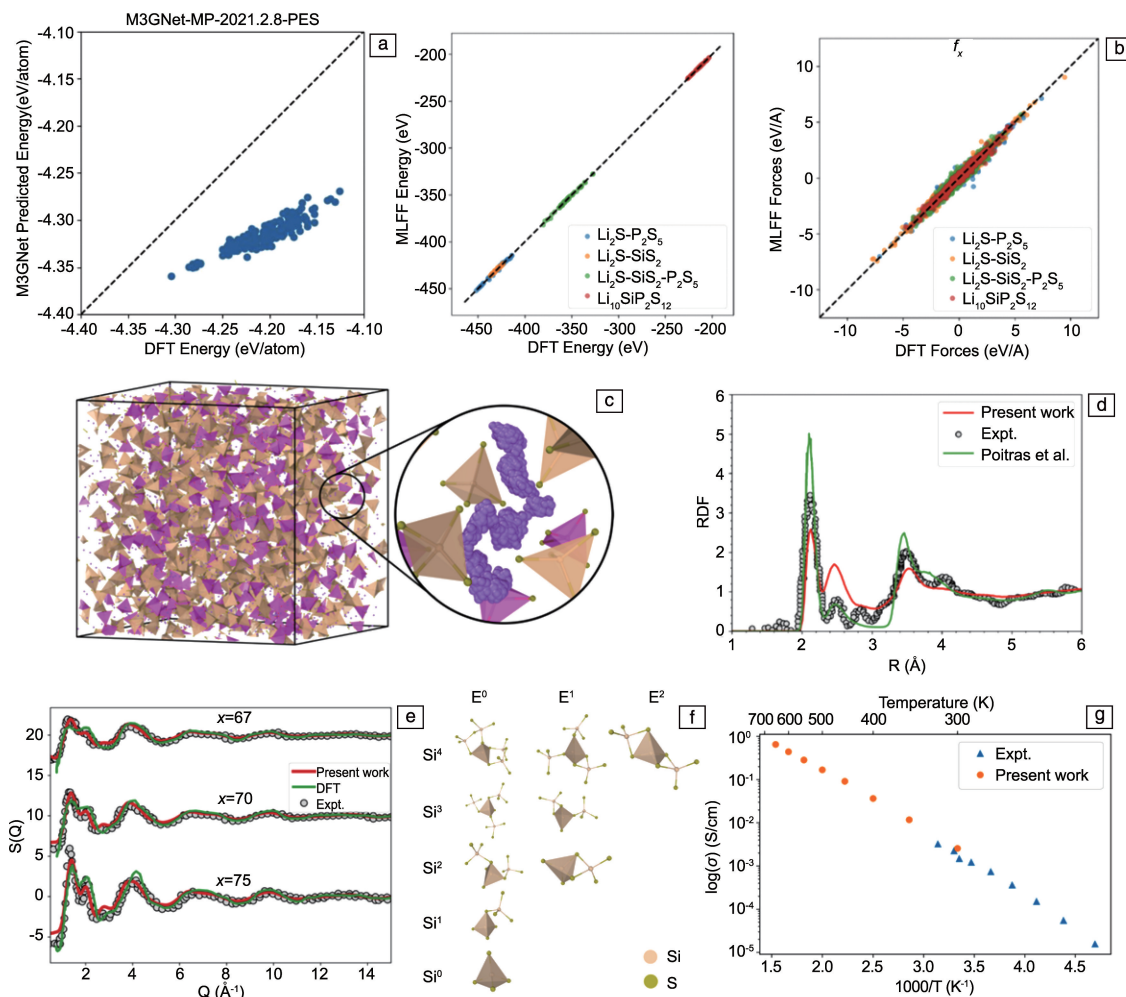 M3GNet-MP-2021.2.8-PES
a
M3GNet Predicted Energy(eV/atom)
-4.10
-4.15
-4.20
-4.25
-4.30
-4.35
-4.40
-4.40
-4.35
-4.30
-4.25
-4.20
-4.15
-4.10
DFT Energy (eV/atom)
MLFF Energy (eV)
-200
-250
-300
-350
-400
-450
Li₂S-P₂S₅
Li₂S-SiS₂
Li₂S-SiS₂-P₂S₅
Li₁₀SiP₂S₁₂
-450
-400
-350
-300
-250
-200
DFT Energy (eV)
fₓ
b
MLFF Forces (eV/A)
10
5
0
-5
-10
Li₂S-P₂S₅
Li₂S-SiS₂
Li₂S-SiS₂-P₂S₅
Li₁₀SiP₂S₁₂
-10
-5
0
5
10
DFT Forces (eV/A)
c
d
RDF
6
5
4
3
2
1
0
Present work
Expt.
Poitras et al.
1
2
3
4
5
6
R (Å)
e
S(Q)
20
15
10
5
0
-5
x=67
Present work
DFT
Expt.
x=70
x=75
2
4
6
8
10
12
14
Q (Å⁻¹)
E⁰
E¹
E²
f
Si⁴
Si³
Si²
Si¹
Si⁰
Si
S
Temperature (K)
700 600 500 400 300
g
log(σ) (S/cm)
10⁰
10⁻¹
10⁻²
10⁻³
10⁻⁴
10⁻⁵
Expt.
Present work
1.5
2.0
2.5
3.0
3.5
4.0
4.5
1000/T (K⁻¹)